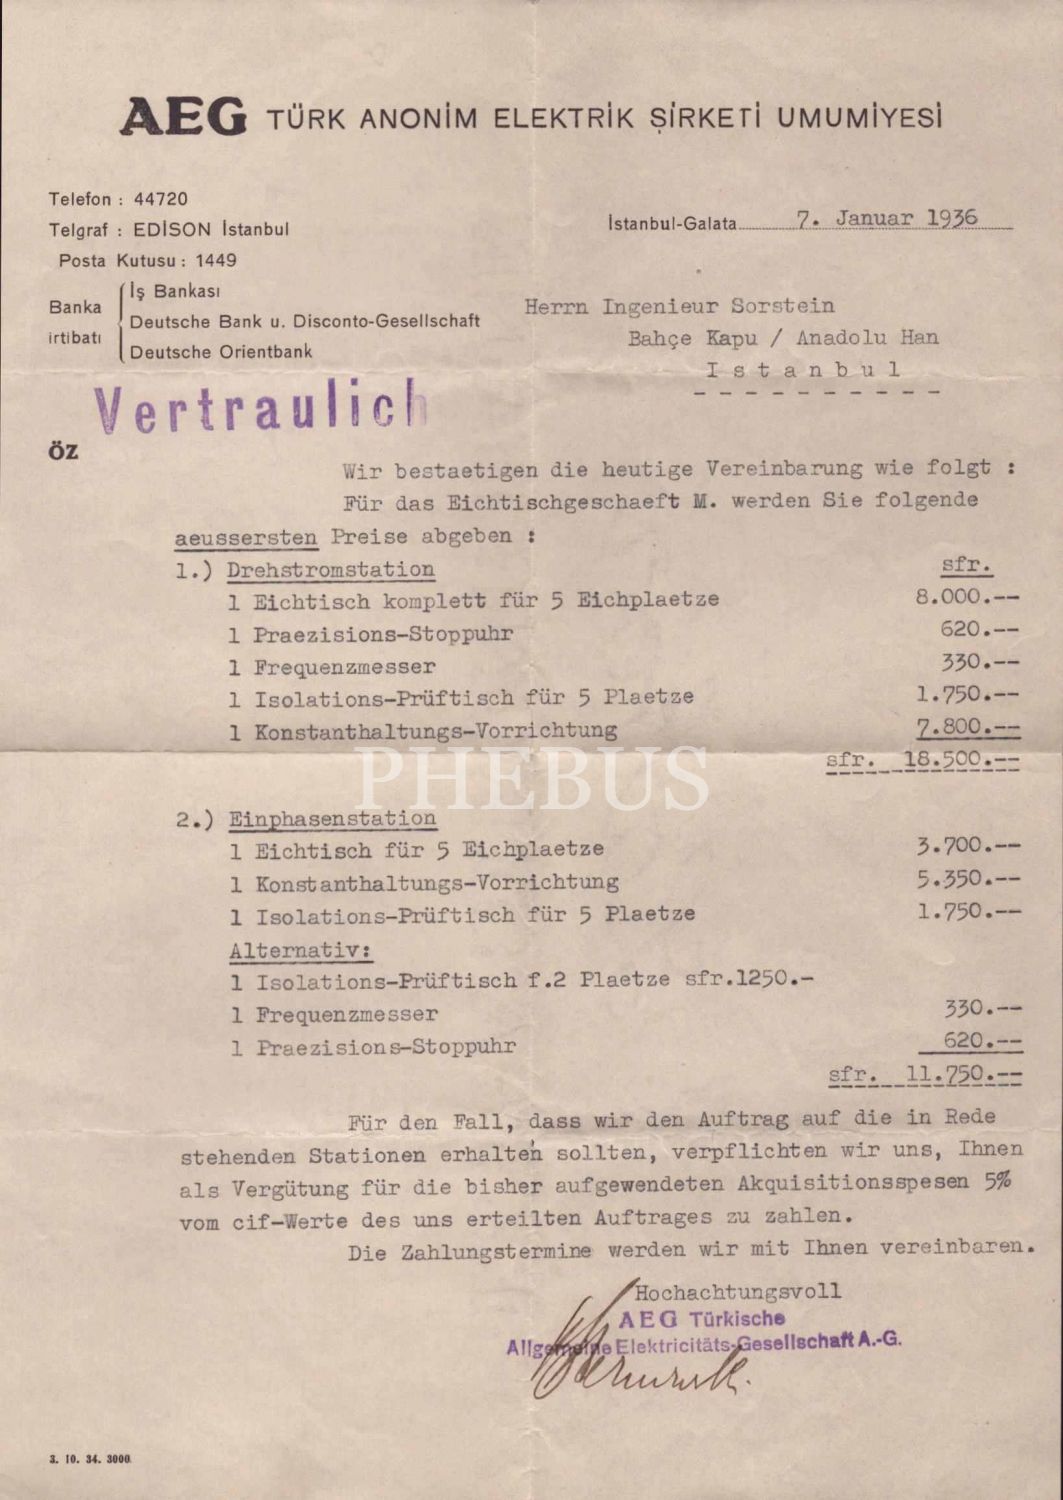 AEG TÜRK ANONİM ELEKTRİK ŞİRKETİ UMUMİYESİ
Telefon : 44720
Telgraf : EDİSON İstanbul
Posta Kutusu : 1449
Banka irtibatı
İş Bankası
Deutsche Bank u. Disconto-Gesellschaft
Deutsche Orientbank
İstanbul-Galata 7. Januar 1936
Herrn Ingenieur Sorstein
Bahçe Kapu / Anadolu Han
I s t a n b u l
Vertraulich
öz
Wir bestaetigen die heutige Vereinbarung wie folgt :
Für das Eichtischgeschaeft M. werden Sie folgende
aeussersten Preise abgeben :
1.) Drehstromstation sfr.
1 Eichtisch komplett für 5 Eichplaetze 8.000.--
1 Praezisions-Stoppuhr 620.--
1 Frequenzmesser 330.--
1 Isolations-Prüftisch für 5 Plaetze 1.750.--
1 Konstanthaltungs-Vorrichtung 7.800.--
sfr. 18.500.--
PHEBUS
2.) Einphasenstation
1 Eichtisch für 5 Eichplaetze 3.700.--
1 Konstanthaltungs-Vorrichtung 5.350.--
1 Isolations-Prüftisch für 5 Plaetze 1.750.--
Alternativ:
1 Isolations-Prüftisch f.2 Plaetze sfr.1250.-
1 Frequenzmesser 330.--
1 Praezisions-Stoppuhr 620.--
sfr. 11.750.--
Für den Fall, dass wir den Auftrag auf die in Rede
stehenden Stationen erhalten sollten, verpflichten wir uns, Ihnen
als Vergütung für die bisher aufgewendeten Akquisitionsspesen 5%
vom cif-Werte des uns erteilten Auftrages zu zahlen.
Die Zahlungstermine werden wir mit Ihnen vereinbaren.
Hochachtungsvoll
AEG Türkische
Allgemeine Elektricitäts-Gesellschaft A.-G.
3. 10. 34. 3000